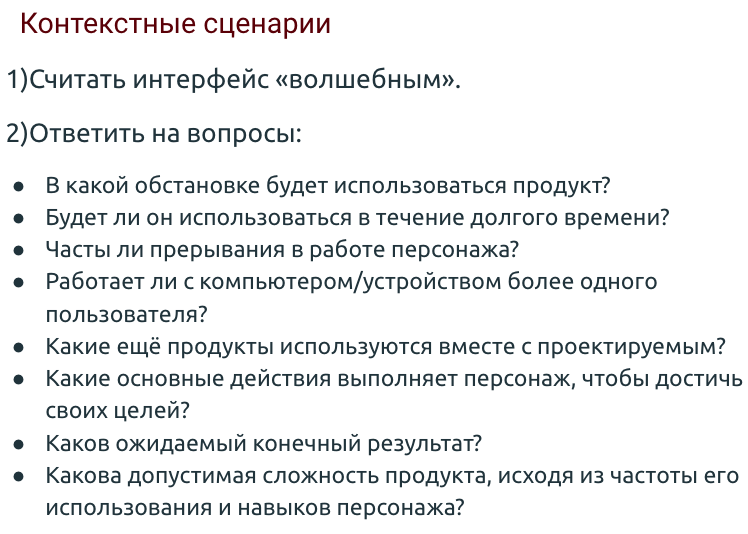 Контекстные сценарии
1)Считать интерфейс «волшебным».
2)Ответить на вопросы:
● В какой обстановке будет использоваться продукт?
● Будет ли он использоваться в течение долгого времени?
● Часты ли прерывания в работе персонажа?
● Работает ли с компьютером/устройством более одного
пользователя?
● Какие ещё продукты используются вместе с проектируемым?
● Какие основные действия выполняет персонаж, чтобы достичь
своих целей?
● Каков ожидаемый конечный результат?
● Какова допустимая сложность продукта, исходя из частоты его
использования и навыков персонажа?